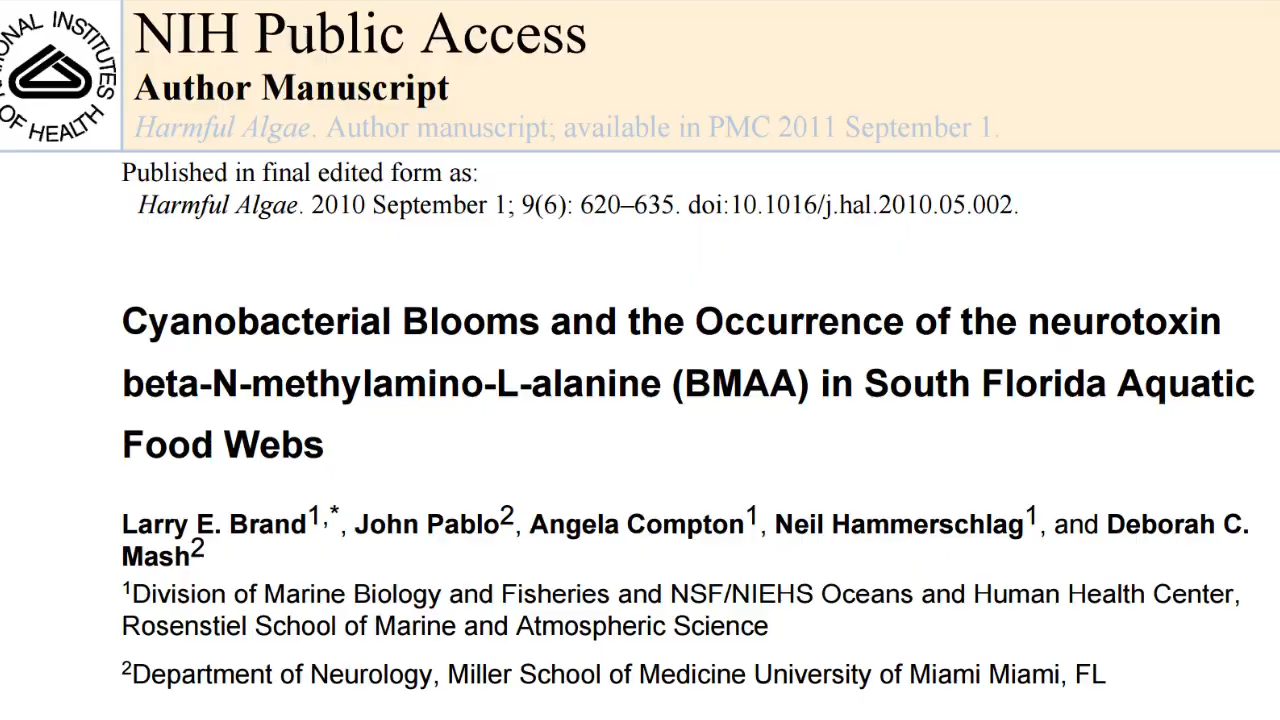 NIH Public Access
Author Manuscript
Harmful Algae. Author manuscript; available in PMC 2011 September 1.
Published in final edited form as:
Harmful Algae. 2010 September 1; 9(6): 620–635. doi:10.1016/j.hal.2010.05.002.
Cyanobacterial Blooms and the Occurrence of the neurotoxin
beta-N-methylamino-L-alanine (BMAA) in South Florida Aquatic
Food Webs
Larry E. Brand1,*, John Pablo2, Angela Compton1, Neil Hammerschlag1, and Deborah C.
Mash2
1Division of Marine Biology and Fisheries and NSF/NIEHS Oceans and Human Health Center,
Rosenstiel School of Marine and Atmospheric Science
2Department of Neurology, Miller School of Medicine University of Miami Miami, FL
INSTITUTES
OF HEALTH